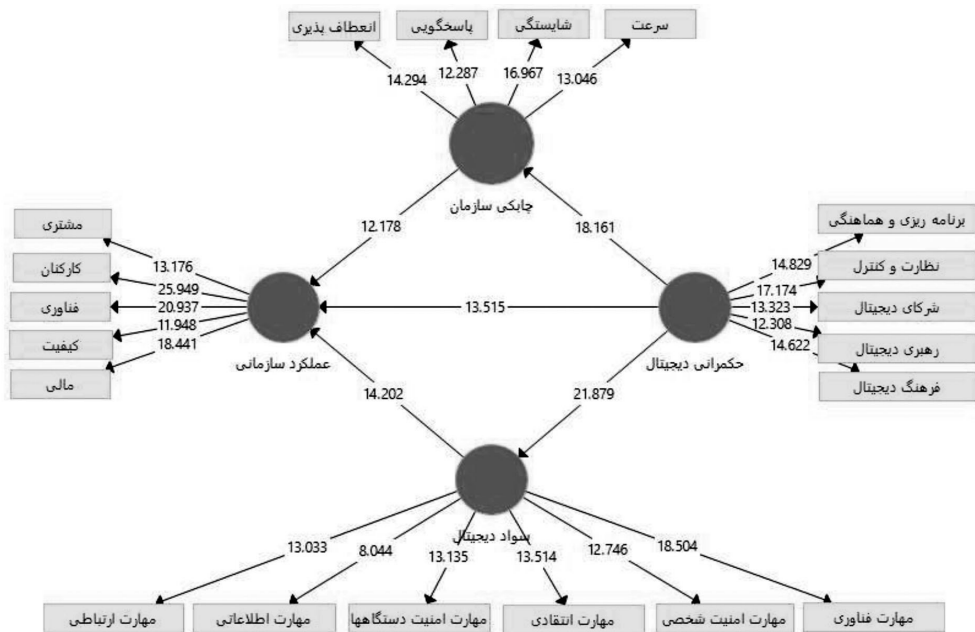 سرعت
شایستگی
پاسخگویی
انعطاف پذیری
13.046
16.967
12.287
14.294
چابکی سازمان
12.178
18.161
برنامه ریزی و هماهنگی
نظارت و کنترل
شرکای دیجیتال
رهبری دیجیتال
فرهنگ دیجیتال
14.829
17.174
13.323
12.308
14.622
حکمرانی دیجیتال
13.515
مشتری
کارکنان
فناوری
کیفیت
مالی
13.176
25.949
20.937
11.948
18.441
عملکرد سازمانی
14.202
21.879
سواد دیجیتال
18.504
12.746
13.514
13.135
8.044
13.033
مهارت فناوری
مهارت امنیت شخصی
مهارت انتقادی
مهارت امنیت دستگاهها
مهارت اطلاعاتی
مهارت ارتباطی